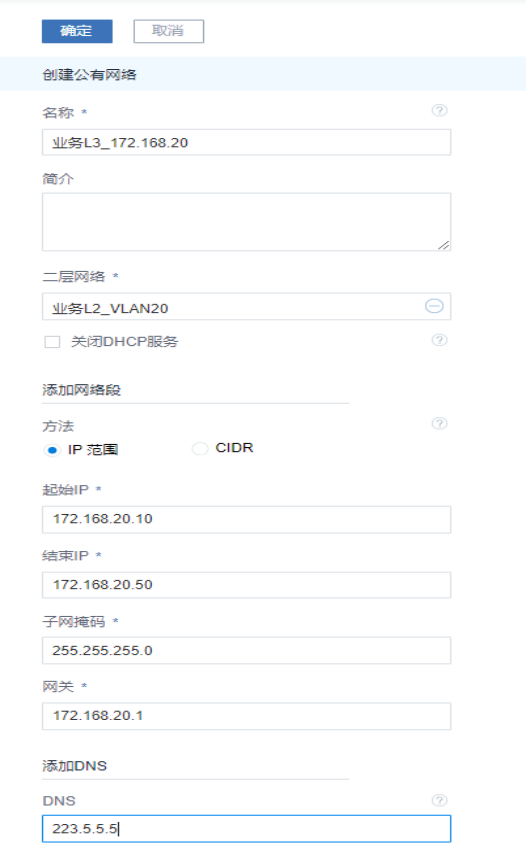 确定 取消
创建公有网络
名称 *
业务L3_172.168.20
简介
二层网络 *
业务L2_VLAN20
关闭DHCP服务
添加网络段
方法
IP 范围 CIDR
起始IP *
172.168.20.10
结束IP *
172.168.20.50
子网掩码 *
255.255.255.0
网关 *
172.168.20.1
添加DNS
DNS
223.5.5.5